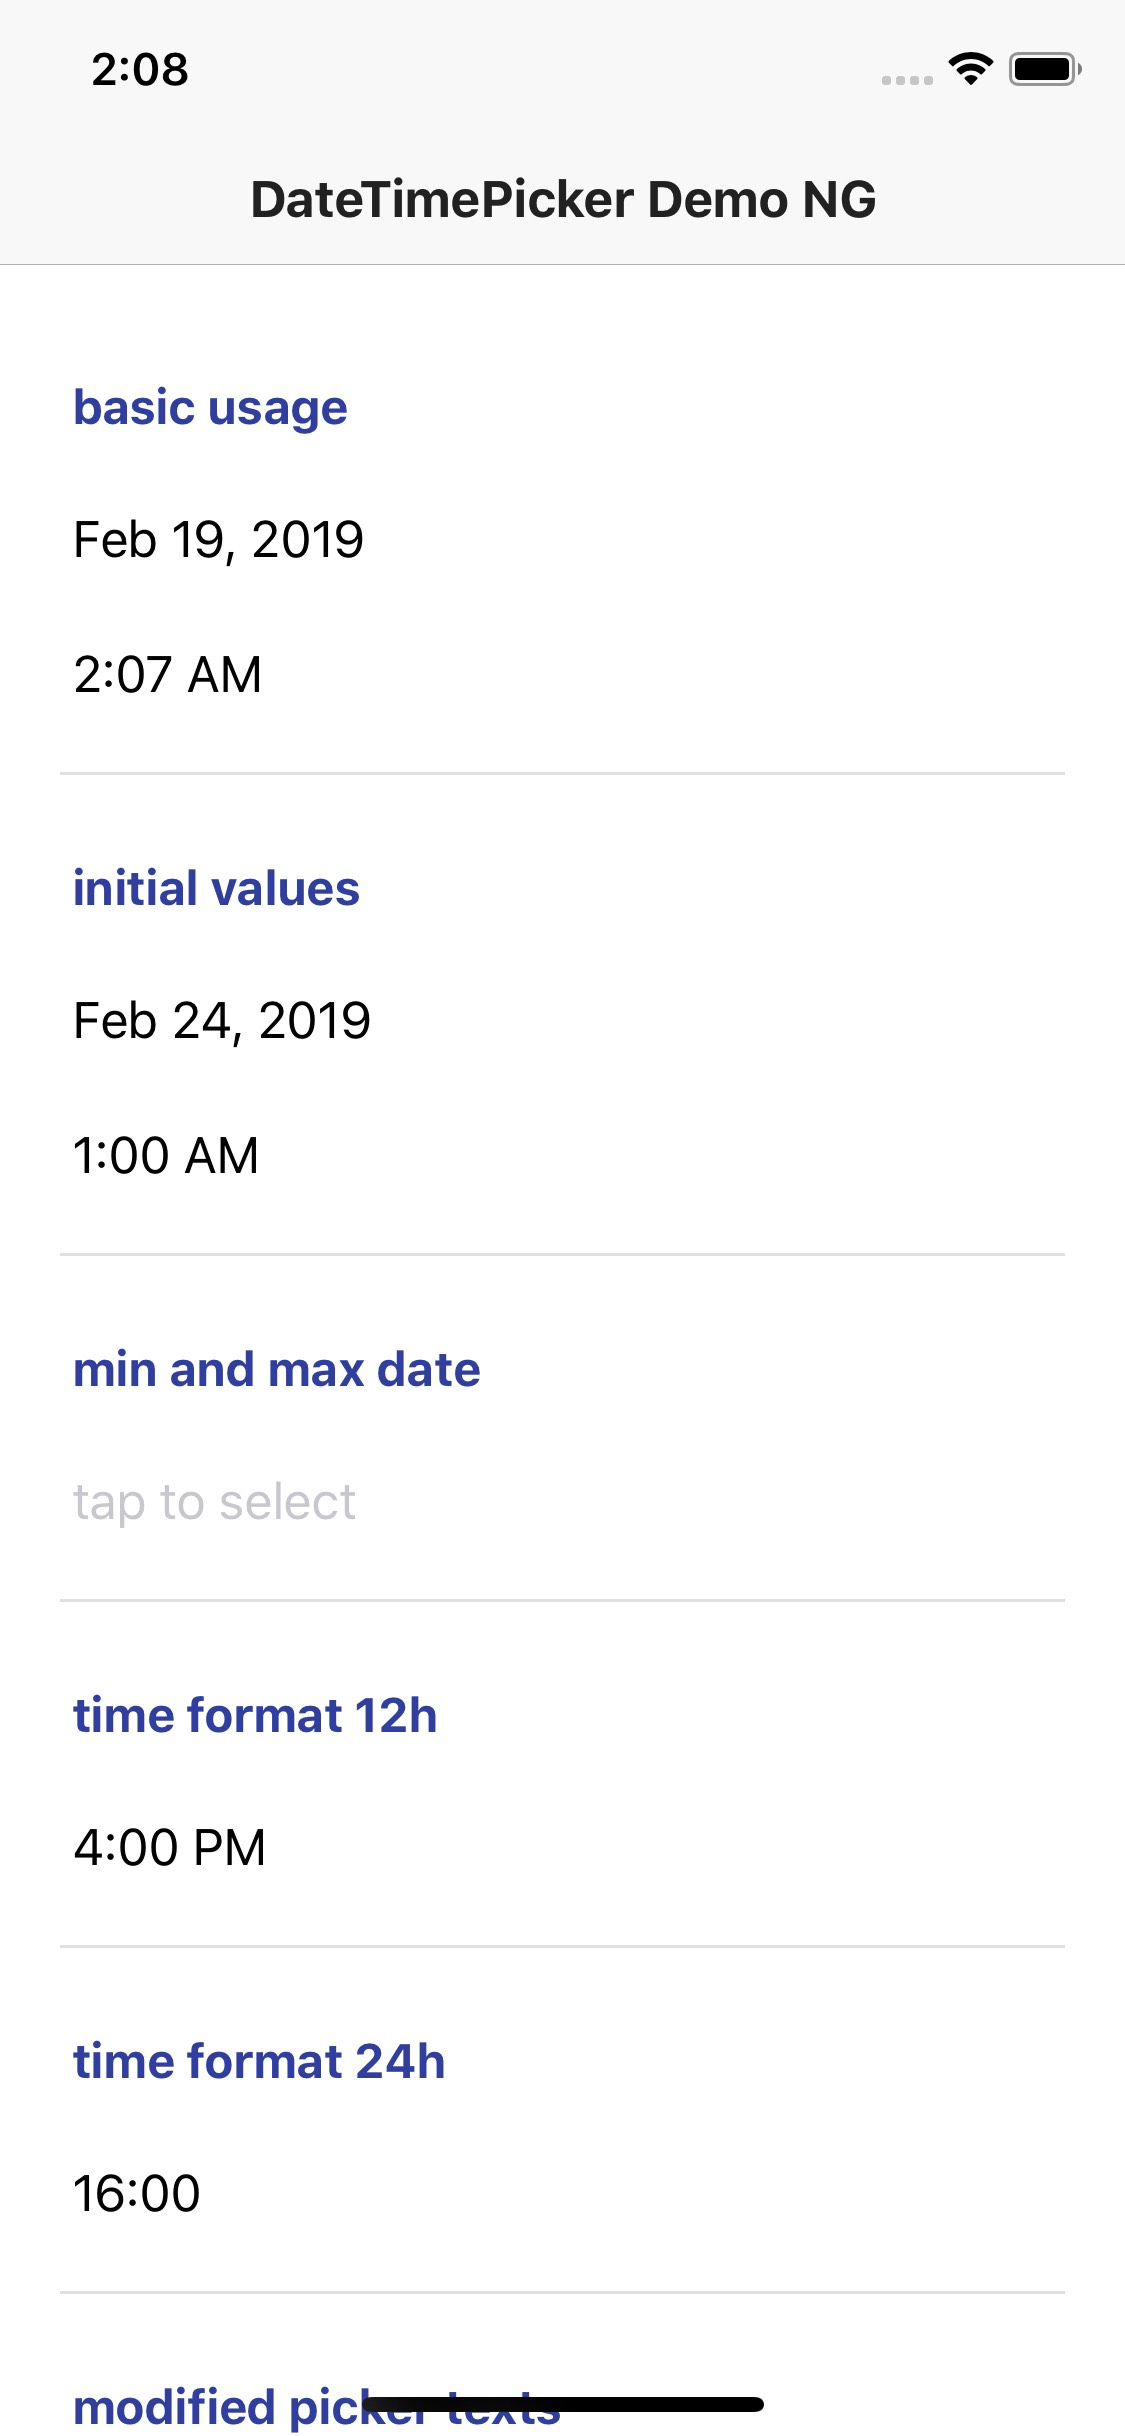 2:08
DateTimePicker Demo NG
basic usage
Feb 19, 2019
2:07 AM
initial values
Feb 24, 2019
1:00 AM
min and max date
tap to select
time format 12h
4:00 PM
time format 24h
16:00
modified picker texts